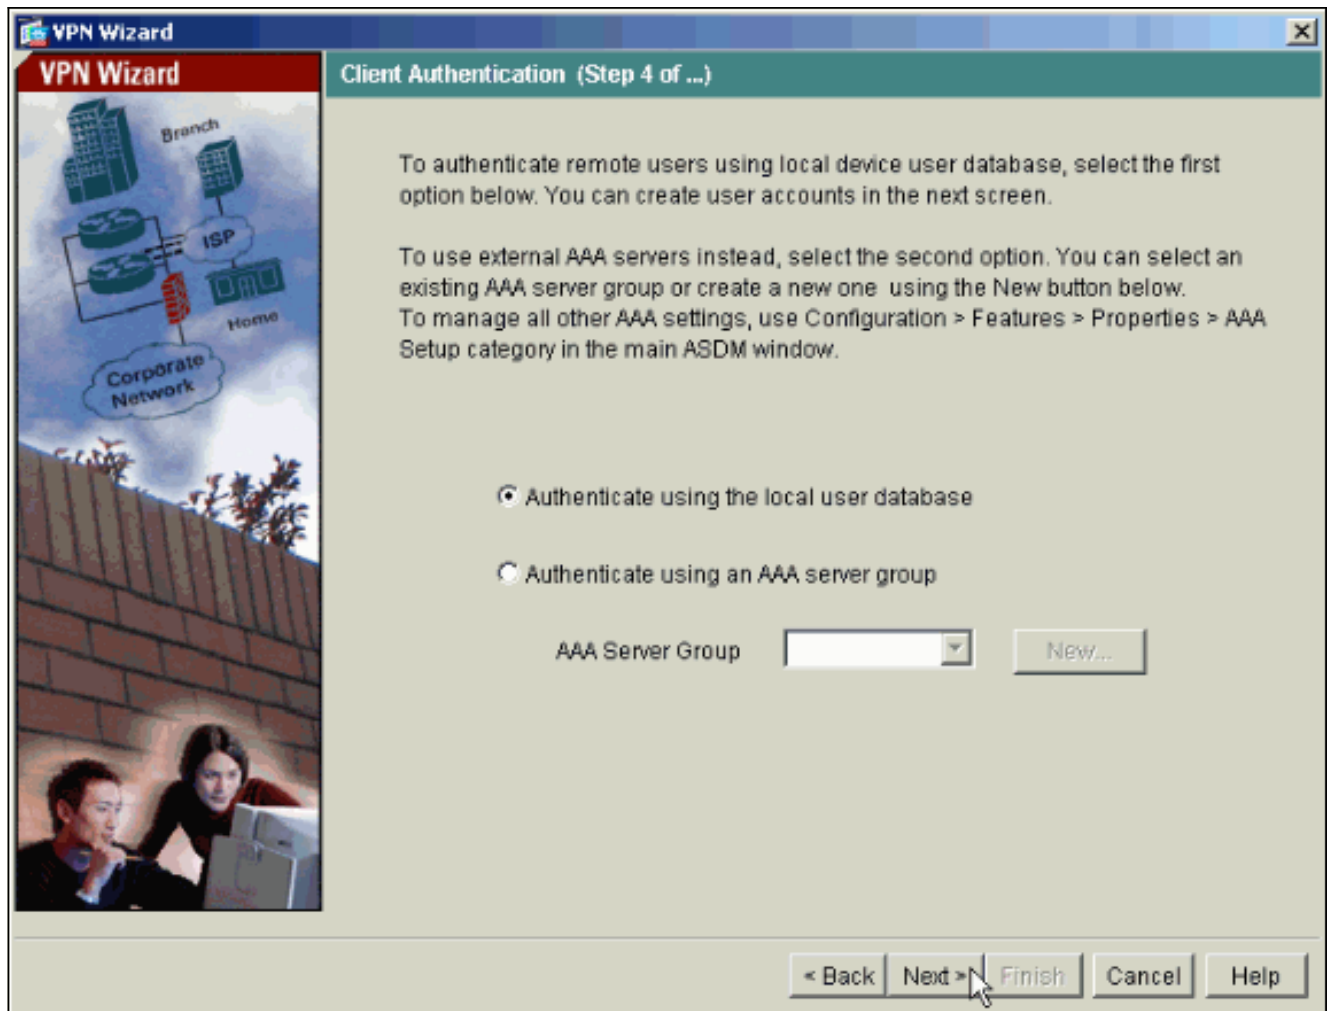 VPN Wizard
VPN Wizard
Client Authentication (Step 4 of ...)
Branch
ISP
Home
Corporate
Network
To authenticate remote users using local device user database, select the first
option below. You can create user accounts in the next screen.
To use external AAA servers instead, select the second option. You can select an
existing AAA server group or create a new one using the New button below.
To manage all other AAA settings, use Configuration > Features > Properties > AAA
Setup category in the main ASDM window.
Authenticate using the local user database
Authenticate using an AAA server group
AAA Server Group
New...
< Back
Next >
Finish
Cancel
Help